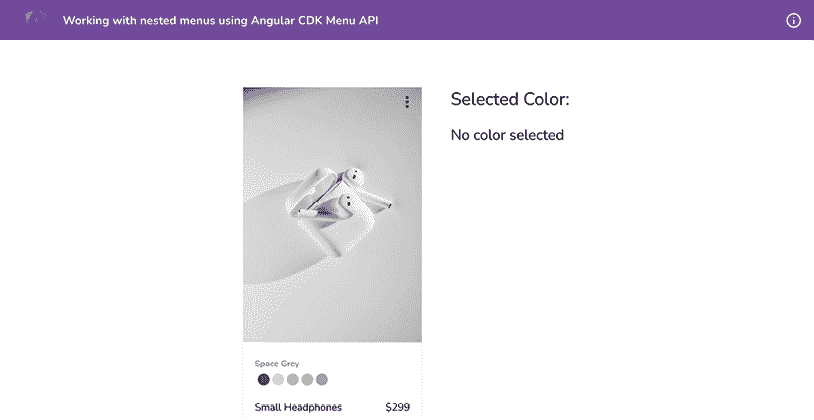 Working with nested menus using Angular CDK Menu API
Selected Color:
No color selected
Space Grey
Small Headphones
$299